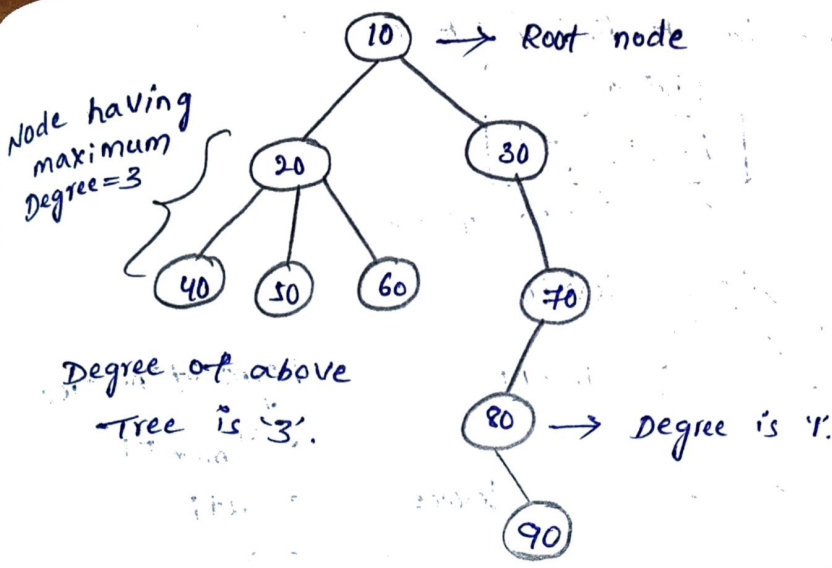 10 → Root node
Node having
maximum
Degree=3
20
30
40
50
60
70
Degree of above
Tree is '3'.
80 → Degree is '1'.
90